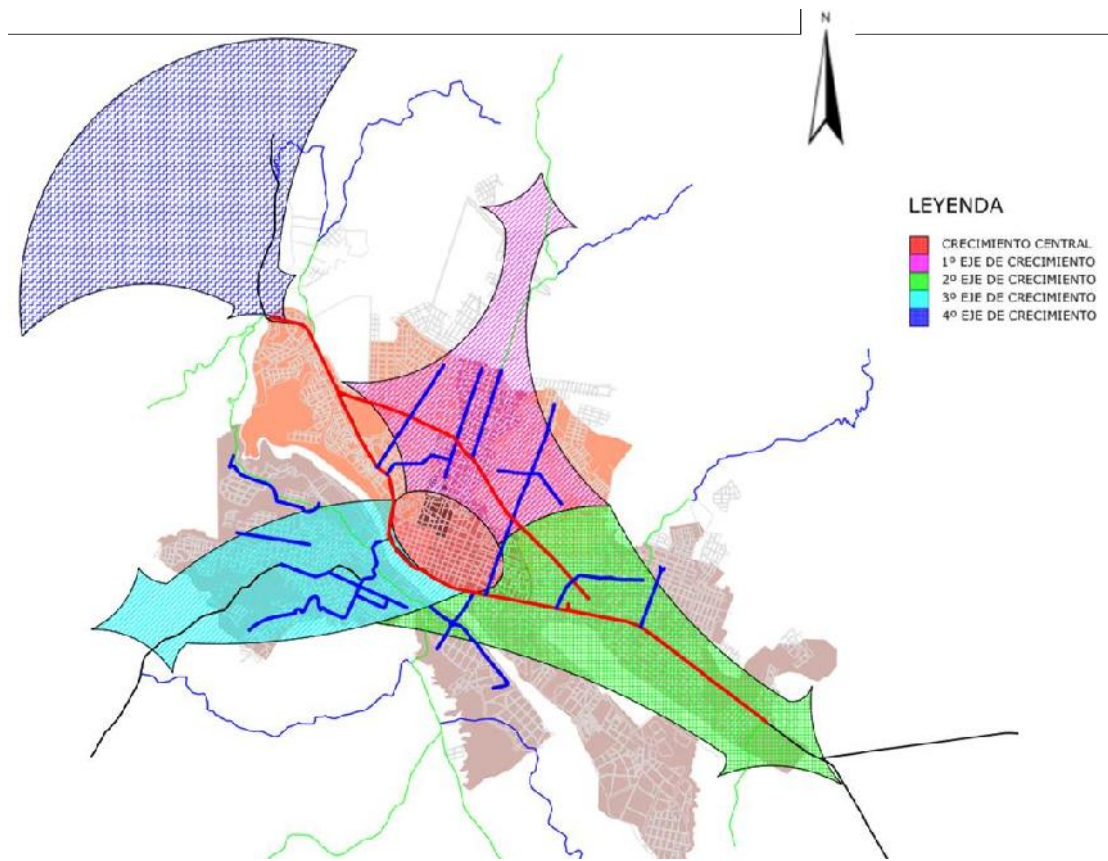 N
LEYENDA
CRECIMIENTO CENTRAL
1º EJE DE CRECIMIENTO
2º EJE DE CRECIMIENTO
3º EJE DE CRECIMIENTO
4º EJE DE CRECIMIENTO